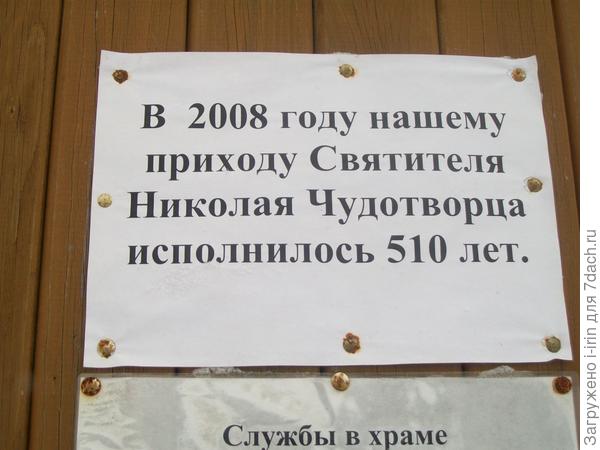 В 2008 году нашему
приходу Святителя
Николая Чудотворца
исполнилось 510 лет.
Службы в храме
Загружено i-irin для 7dach.ru